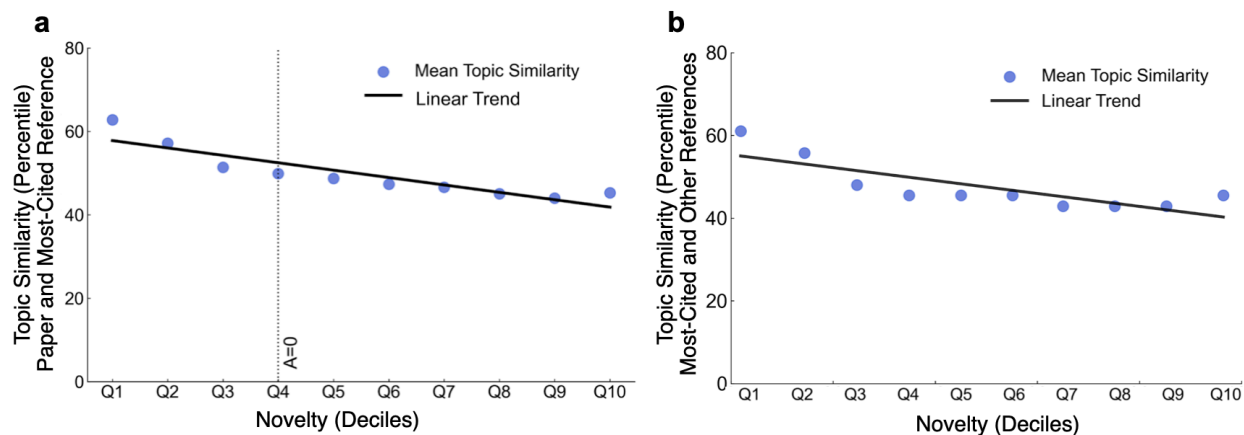 a
80
60
40
20
0
Topic Similarity (Percentile)
Paper and Most-Cited Reference
Mean Topic Similarity
Linear Trend
A=0
Q1 Q2 Q3 Q4 Q5 Q6 Q7 Q8 Q9 Q10
Novelty (Deciles)
b
80
60
40
20
0
Topic Similarity (Percentile)
Most-Cited and Other References
Mean Topic Similarity
Linear Trend
Q1 Q2 Q3 Q4 Q5 Q6 Q7 Q8 Q9 Q10
Novelty (Deciles)